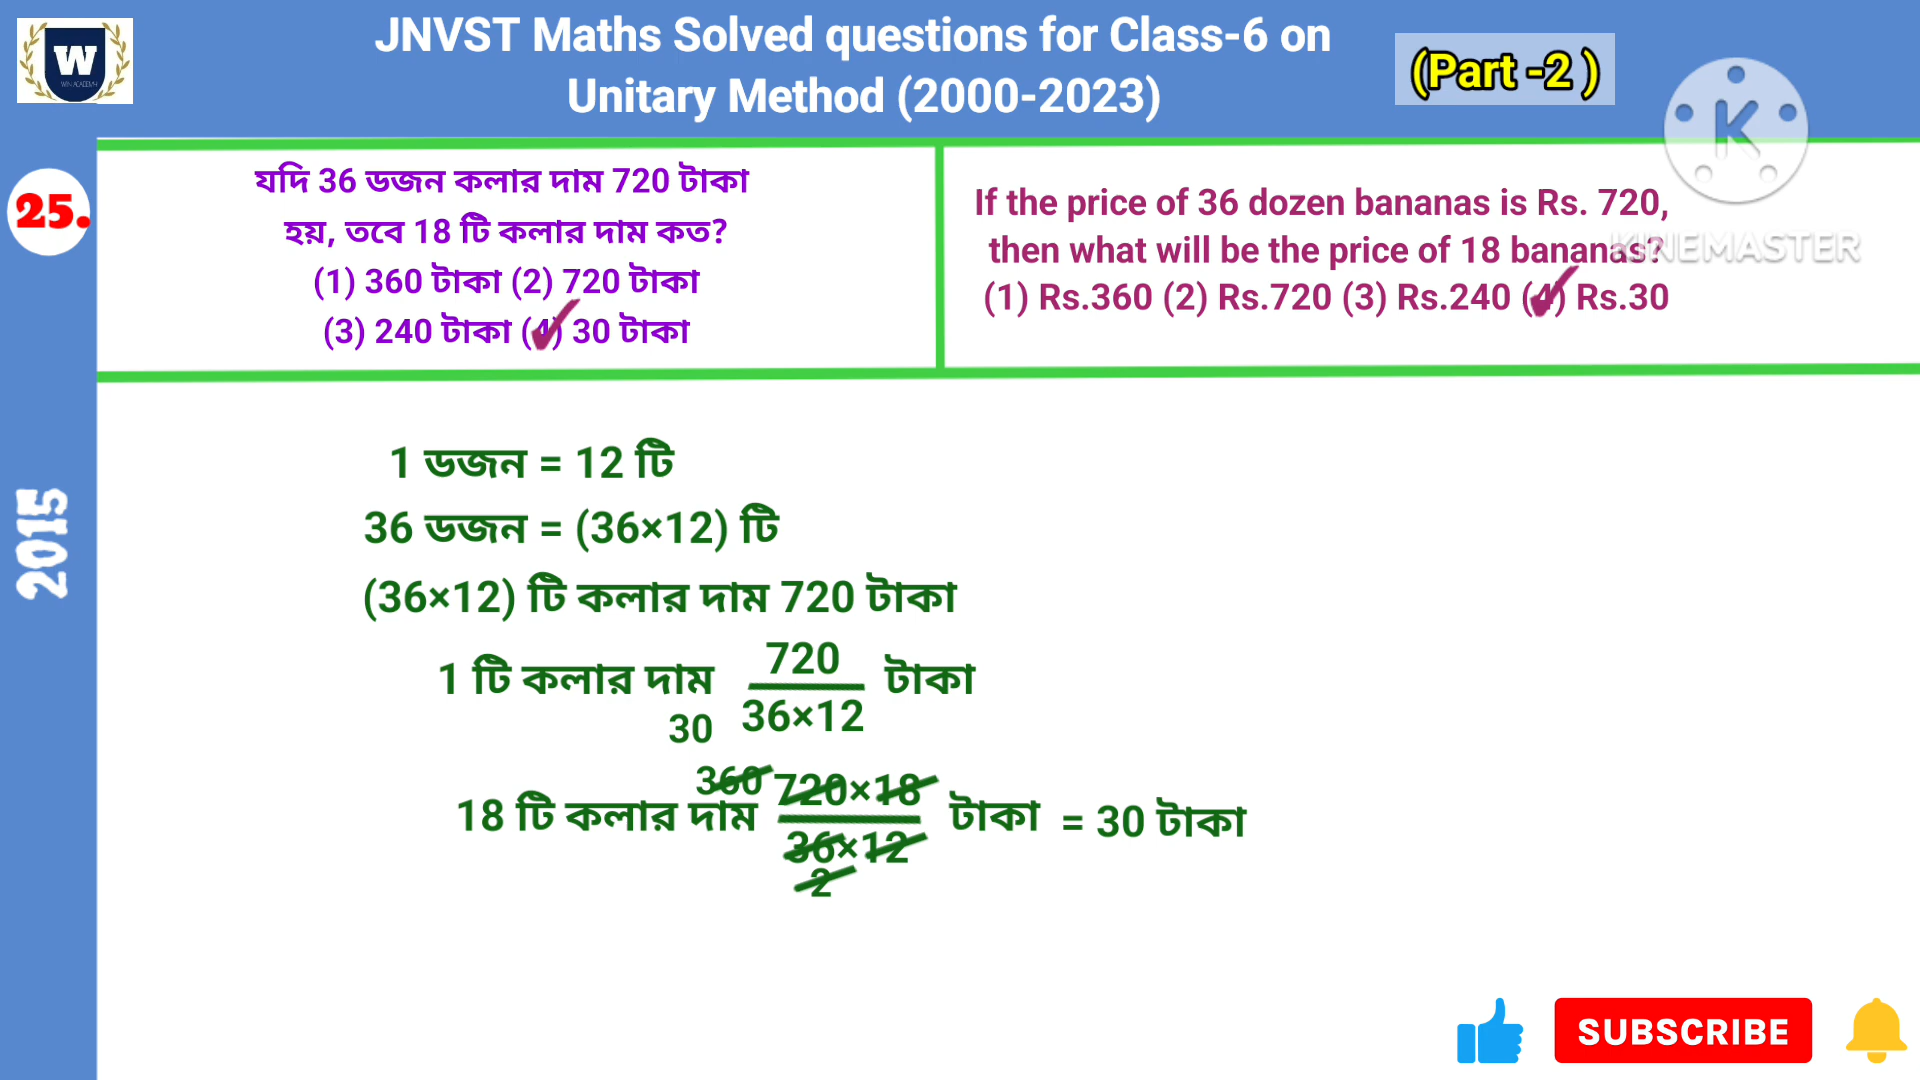 W
WIN ACADEMY
JNVST Maths Solved questions for Class-6 on
Unitary Method (2000-2023)
(Part -2 )
K
KINEMASTER
25.
2015
যদি 36 ডজন কলার দাম 720 টাকা
হয়, তবে 18 টি কলার দাম কত?
(1) 360 টাকা (2) 720 টাকা
(3) 240 টাকা (4) 30 টাকা
If the price of 36 dozen bananas is Rs. 720,
then what will be the price of 18 bananas?
(1) Rs.360 (2) Rs.720 (3) Rs.240 (4) Rs.30
1 ডজন = 12 টি
36 ডজন = (36×12) টি
(36×12) টি কলার দাম 720 টাকা
1 টি কলার দাম 720 টাকা
36×12
30
360 720×18
18 টি কলার দাম টাকা = 30 টাকা
36×12
2
SUBSCRIBE